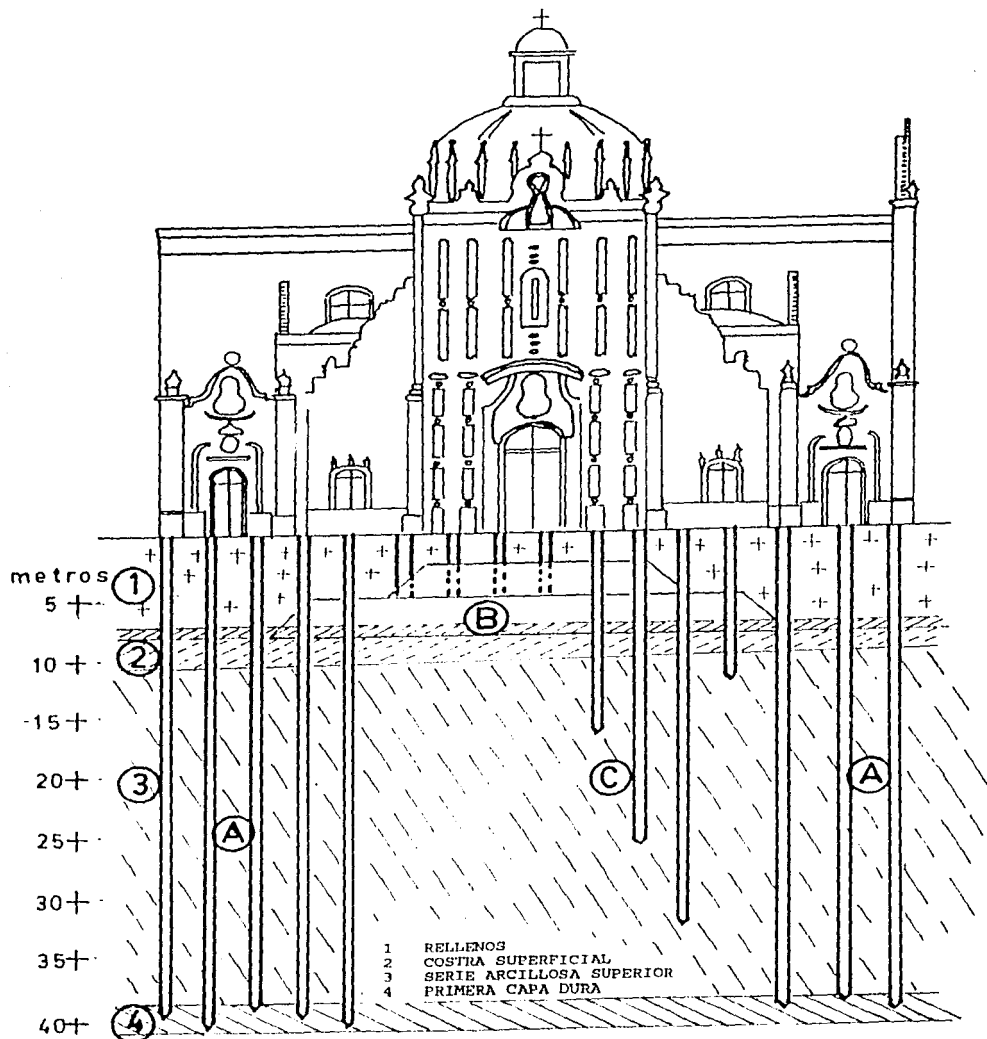 metros
1
5
B
2
10
15
20
3
C
A
A
25
30
35
40
4
1 RELLENOS
2 COSTRA SUPERFICIAL
3 SERIE ARCILLOSA SUPERIOR
4 PRIMERA CAPA DURA